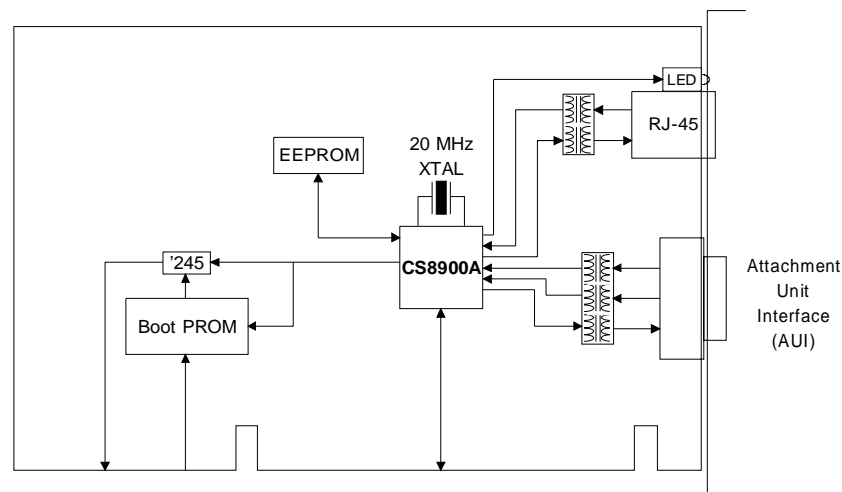 LED
RJ-45
20 MHz
XTAL
EEPROM
CS8900A
'245
Boot PROM
Attachment
Unit
Interface
(AUI)